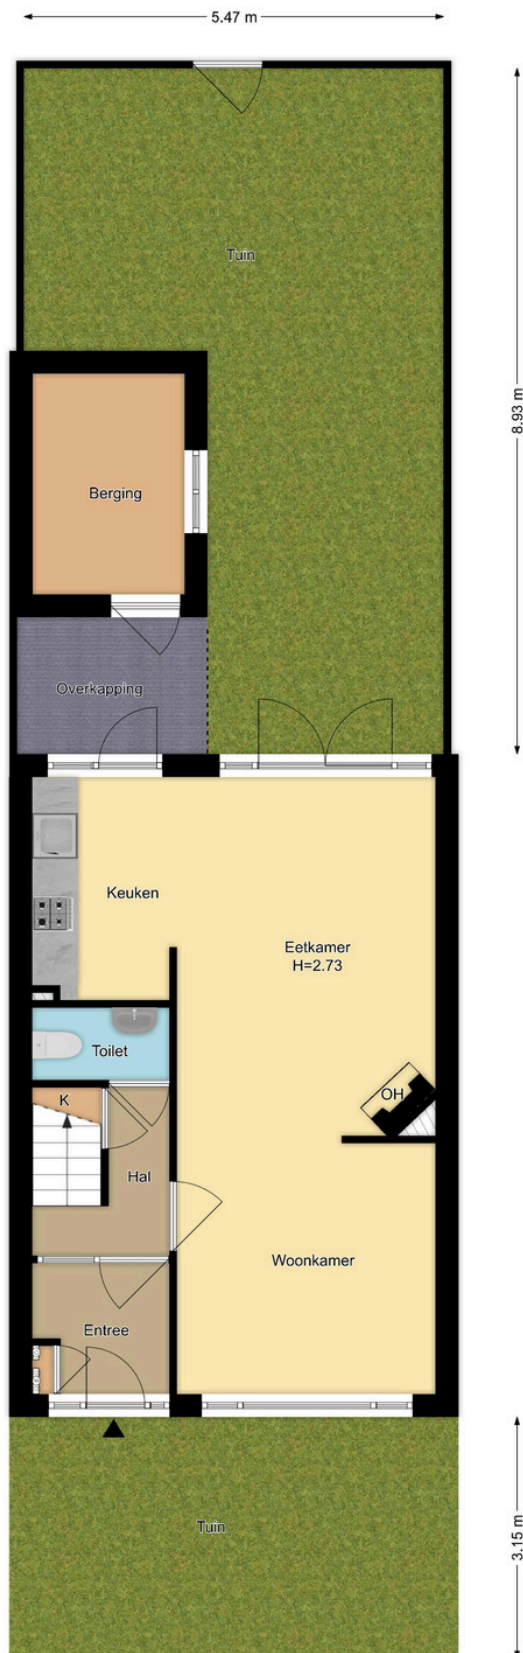 5.47 m
Tuin
8.93 m
Berging
Overkapping
Keuken
Eetkamer
H=2.73
Toilet
OH
K
Hal
Woonkamer
Entree
Tuin
3.15 m